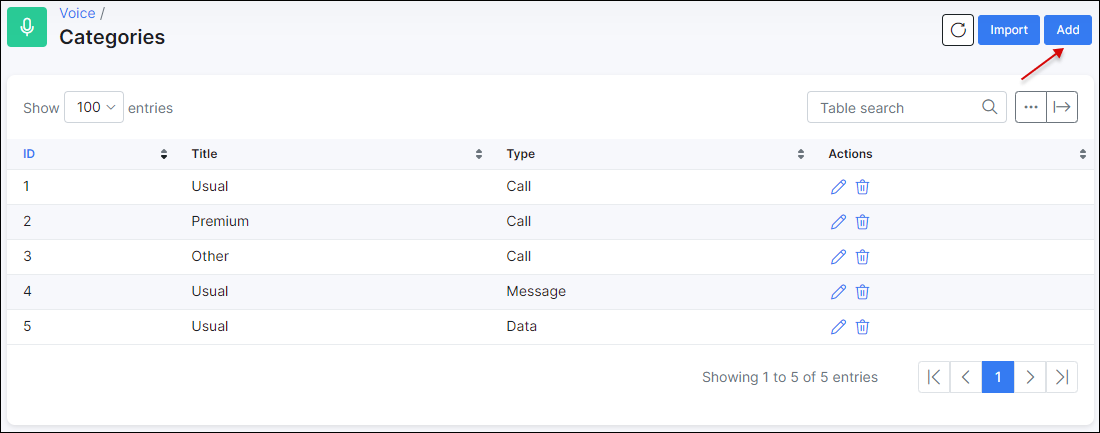 Voice /
Categories
Import
Add
Show 100 entries
Table search
ID Title Type Actions
1 Usual Call
2 Premium Call
3 Other Call
4 Usual Message
5 Usual Data
Showing 1 to 5 of 5 entries
1